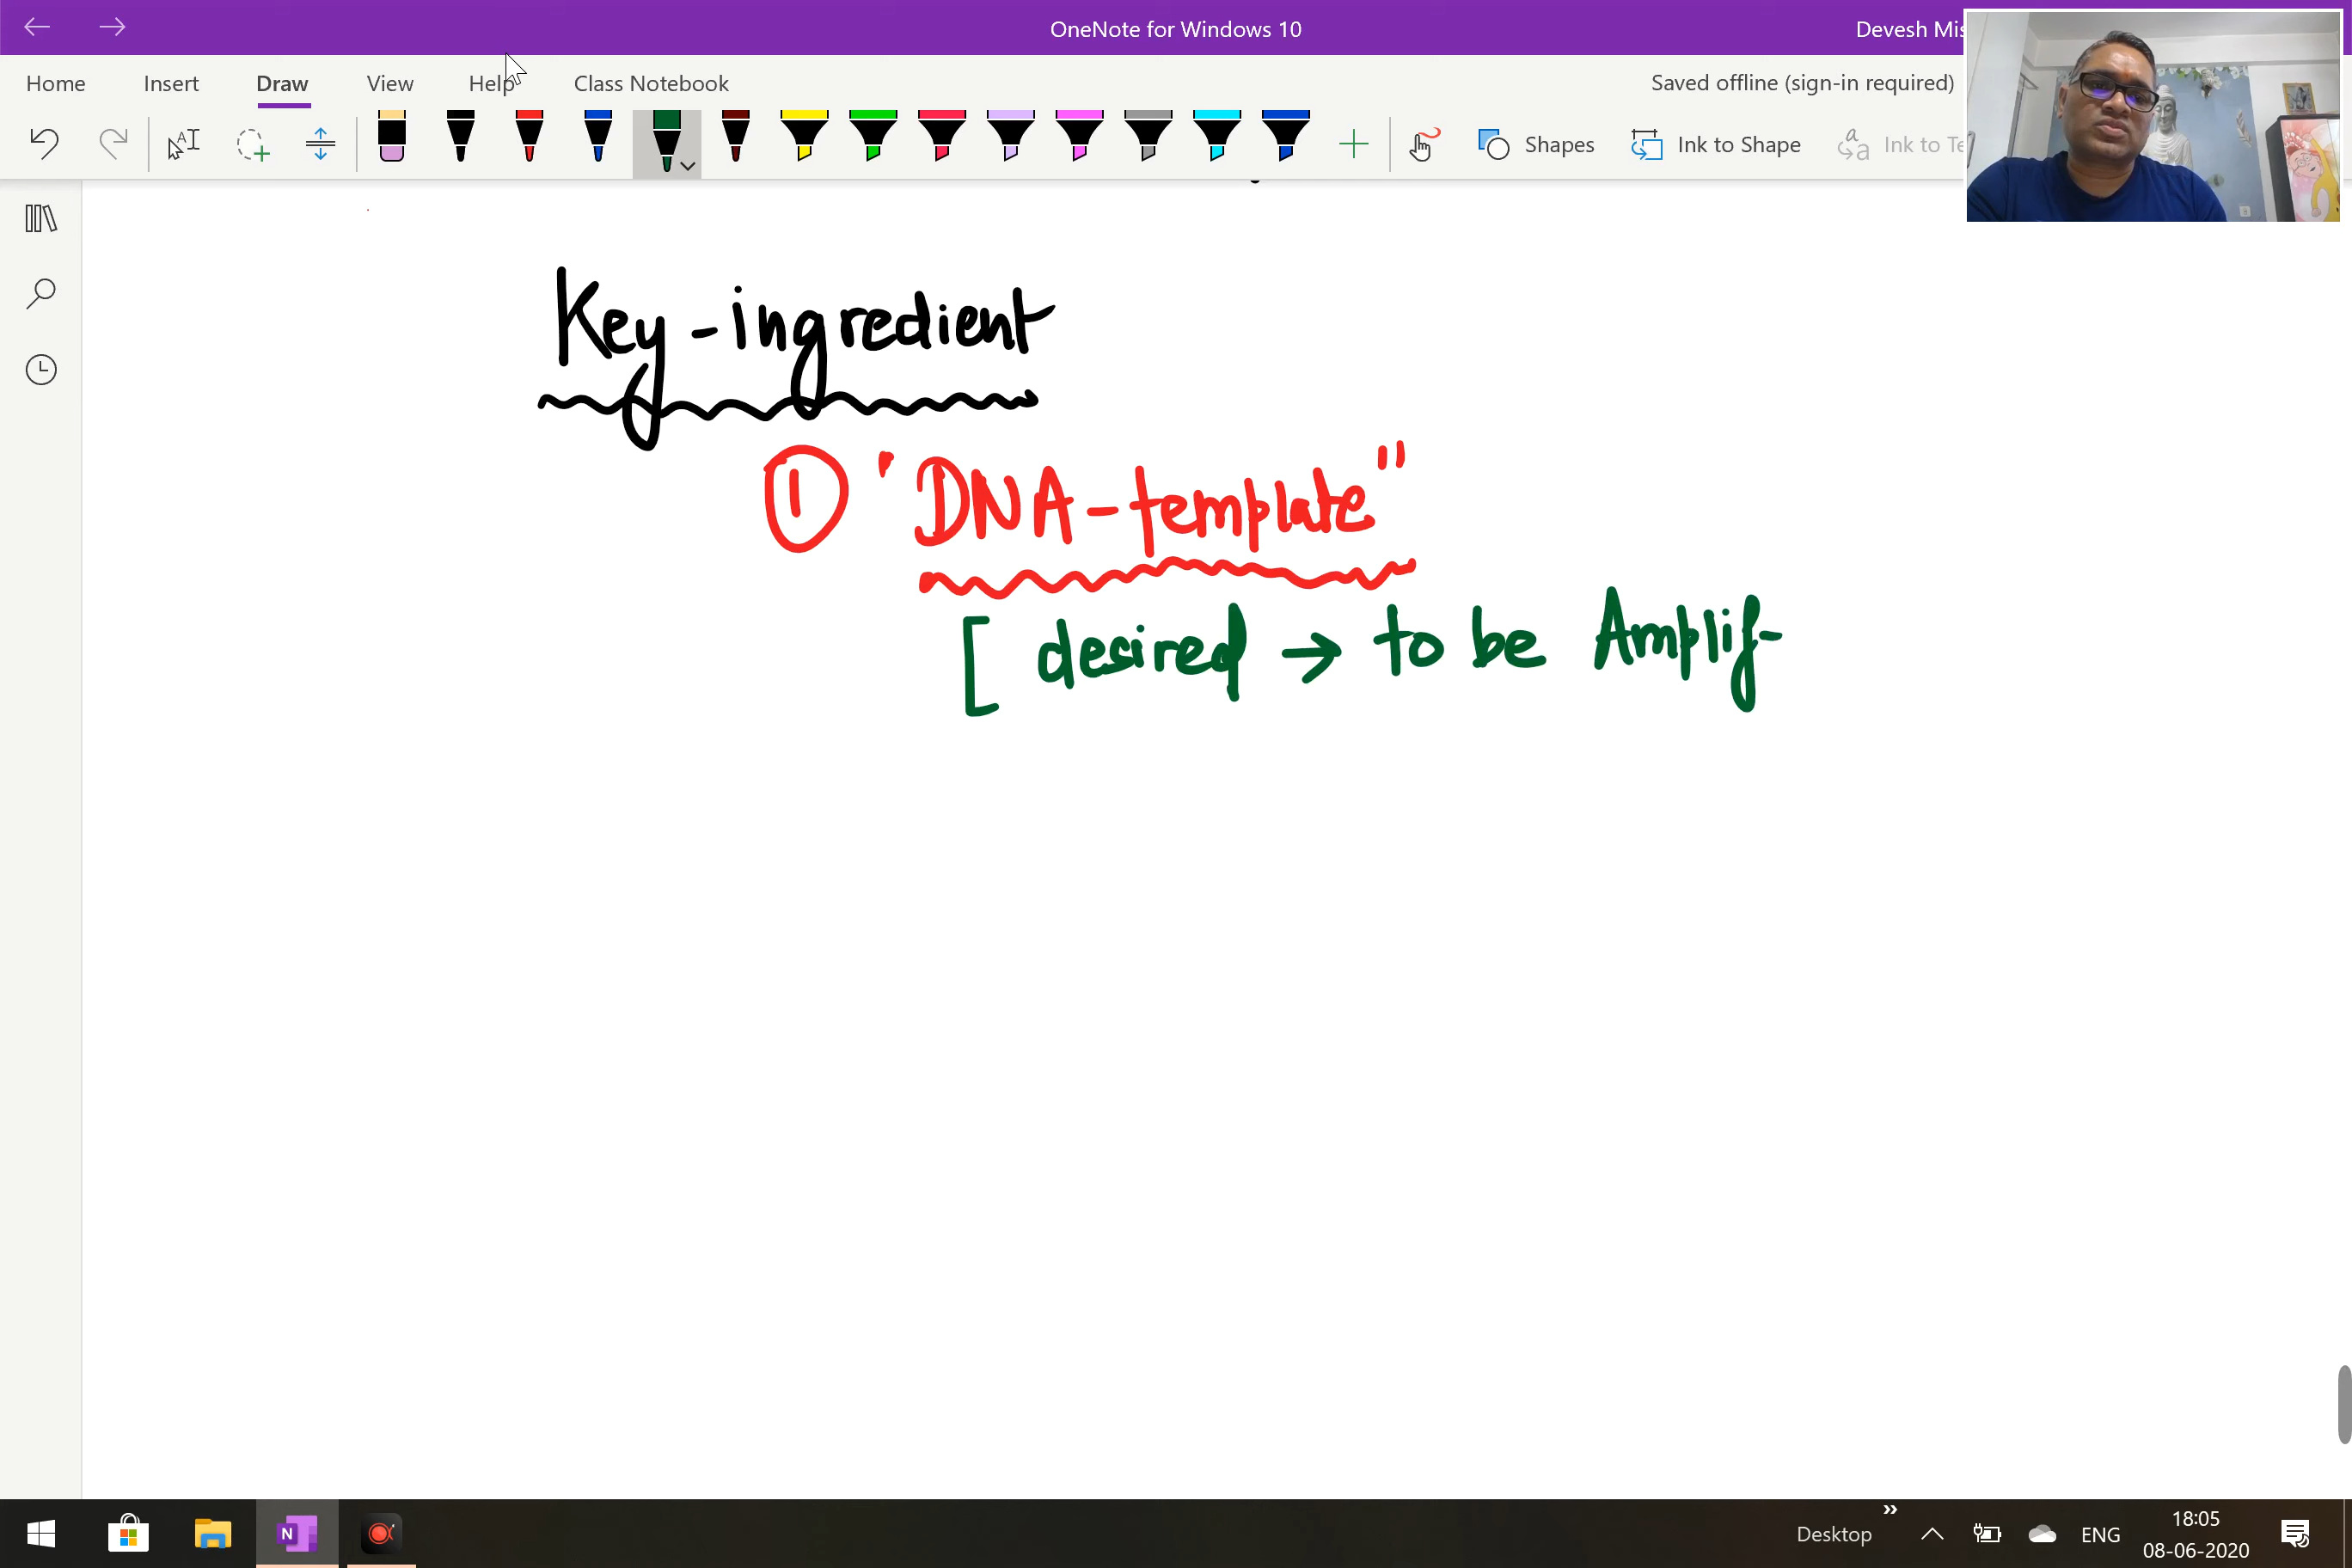 OneNote for Windows 10
Devesh Mis
Home Insert Draw View Help Class Notebook
Saved offline (sign-in required)
Shapes Ink to Shape Ink to Te
Key-ingredient
① "DNA-template"
[ desired → to be Amplif-
Desktop ENG
18:05
08-06-2020